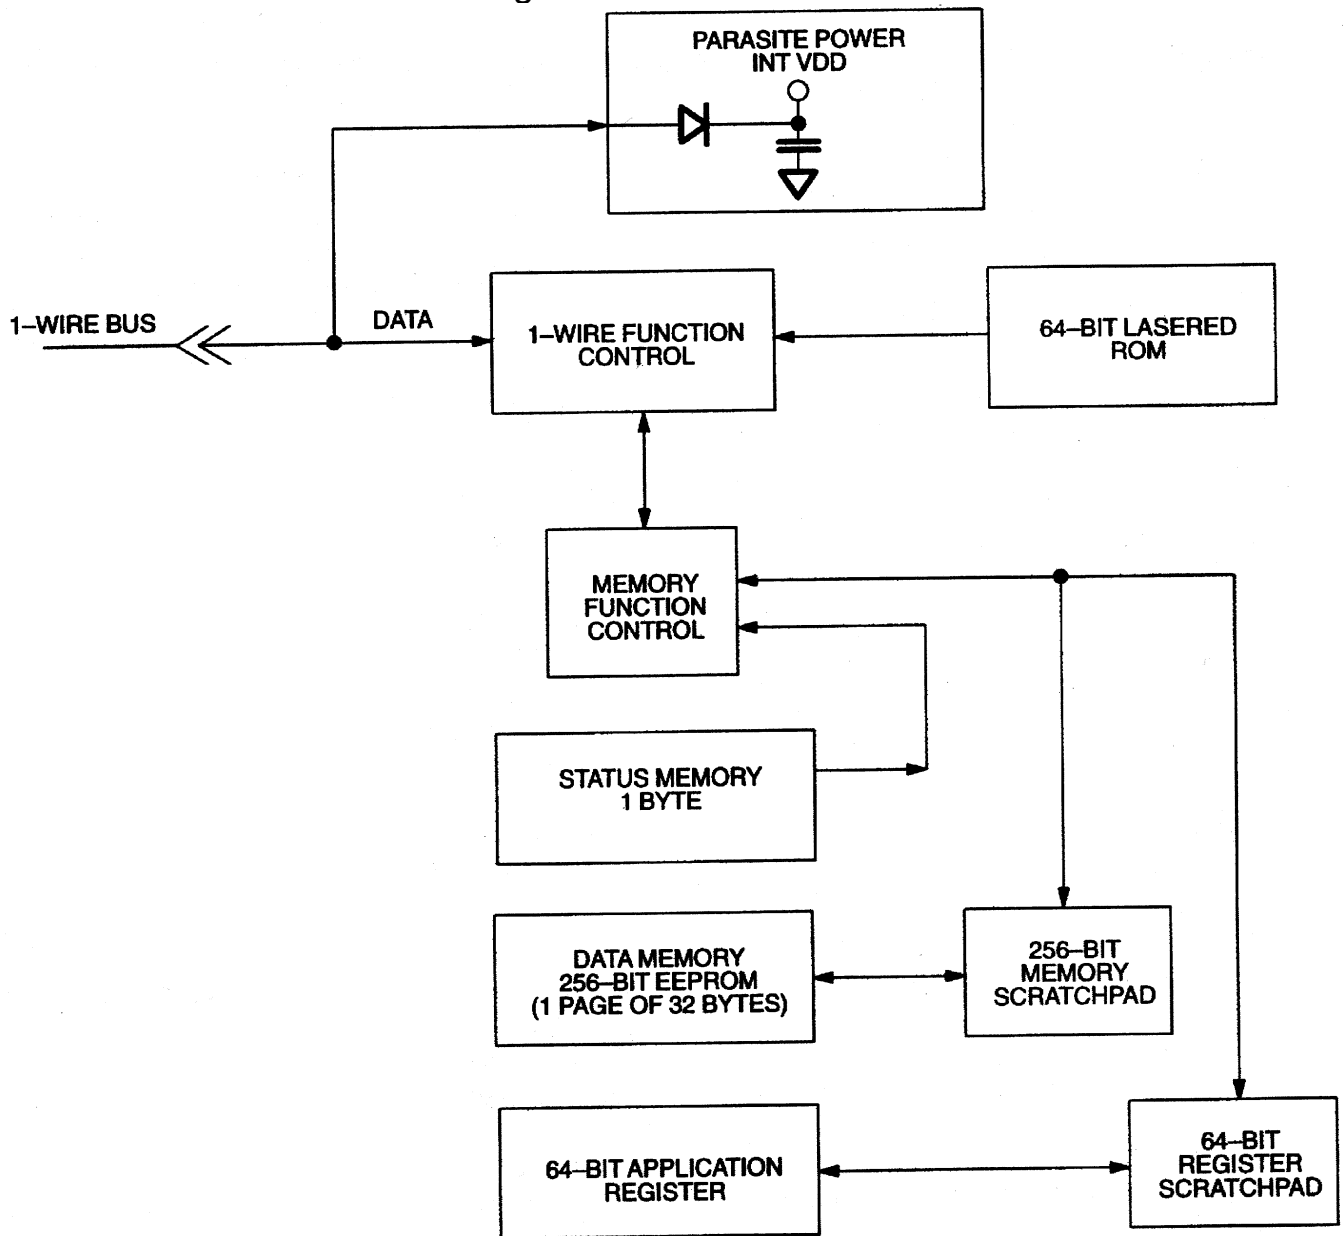 PARASITE POWER
INT VDD
1–WIRE BUS
DATA
1–WIRE FUNCTION
CONTROL
64–BIT LASERED
ROM
MEMORY
FUNCTION
CONTROL
STATUS MEMORY
1 BYTE
DATA MEMORY
256–BIT EEPROM
(1 PAGE OF 32 BYTES)
256–BIT
MEMORY
SCRATCHPAD
64–BIT APPLICATION
REGISTER
64–BIT
REGISTER
SCRATCHPAD